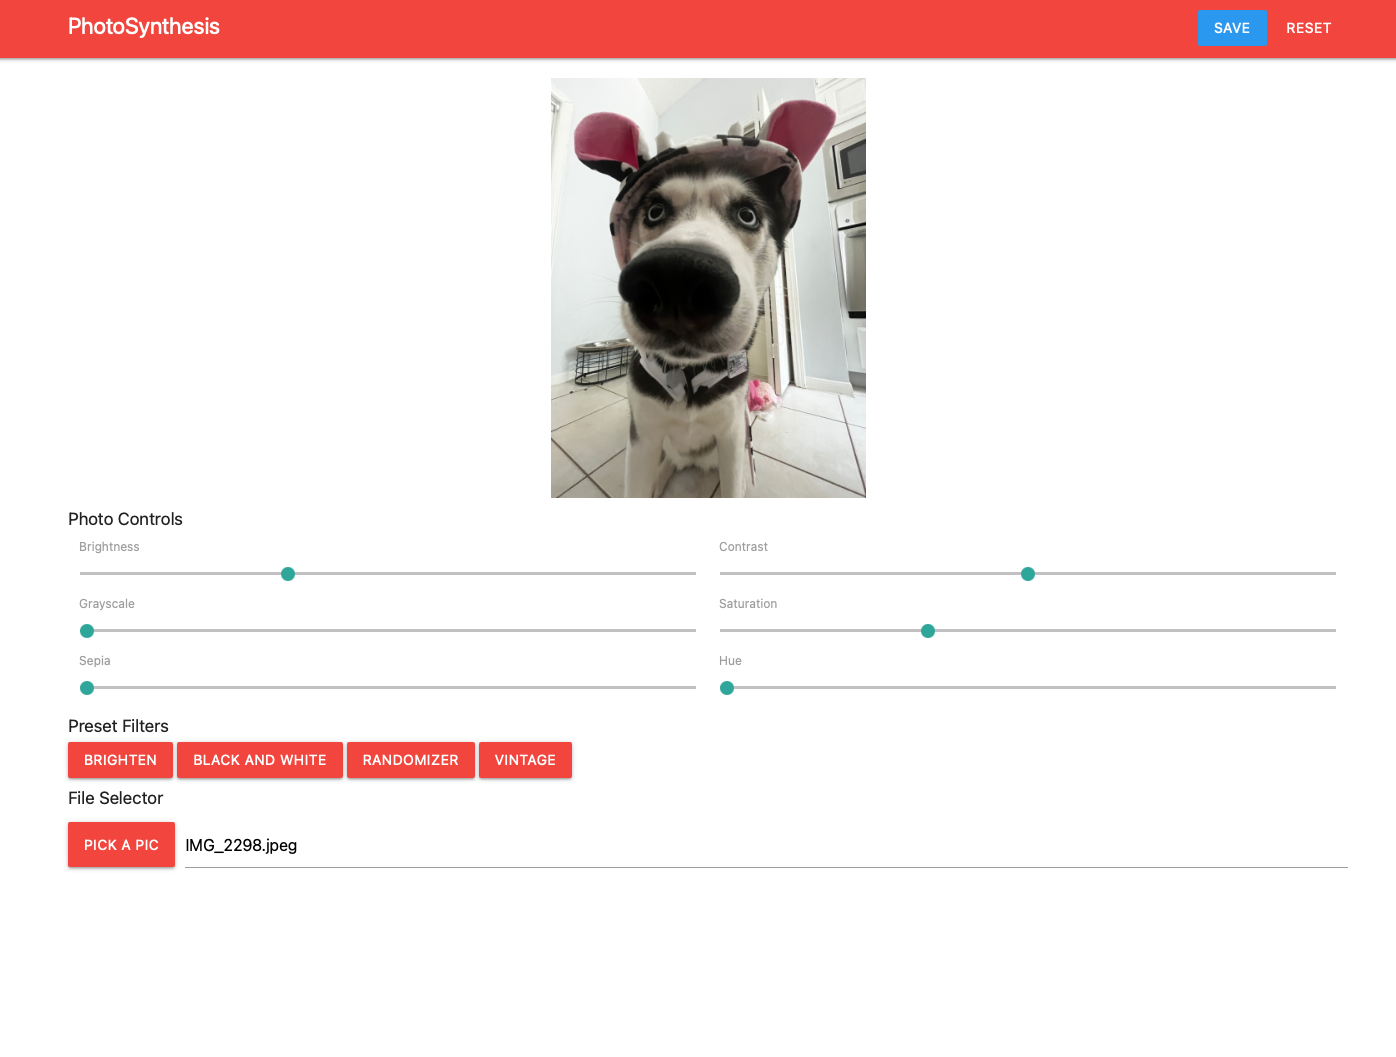 PhotoSynthesis
SAVE RESET
Photo Controls
Brightness Contrast
Grayscale Saturation
Sepia Hue
Preset Filters
BRIGHTEN BLACK AND WHITE RANDOMIZER VINTAGE
File Selector
PICK A PIC IMG_2298.jpeg